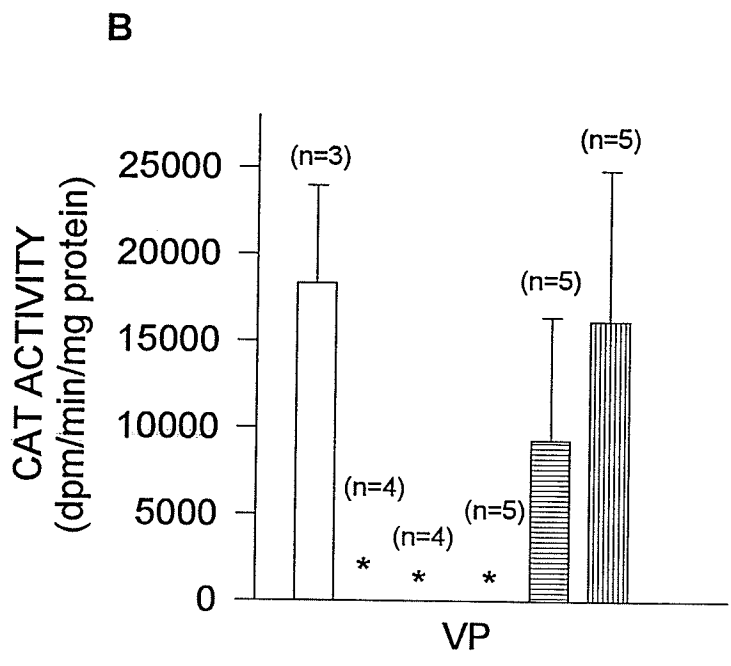 B
CAT ACTIVITY
(dpm/min/mg protein)
25000
20000
15000
10000
5000
0
(n=3)
(n=4)
(n=4)
(n=5)
(n=5)
(n=5)
*
*
*
VP